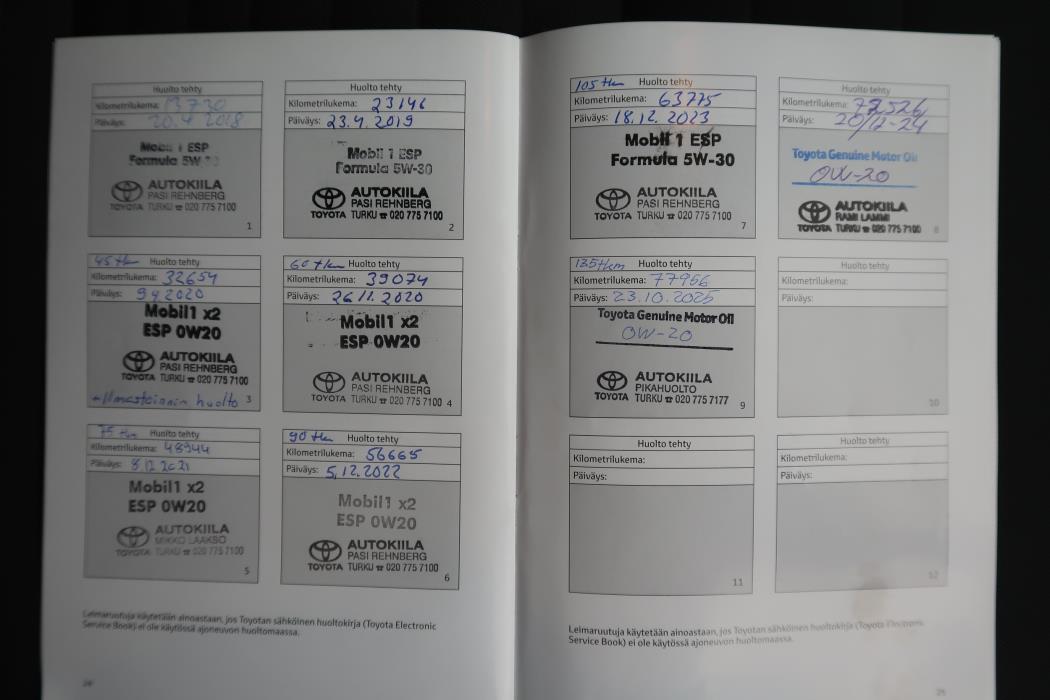 Huolto tehty
Kilometrilukema: 13730
Päiväys: 20.4 2018
Mobil 1 ESP
Formula 5W-30
AUTOKIILA
PASI REHNBERG
TOYOTA TURKU ☎ 020 775 7100
1
Huolto tehty
Kilometrilukema: 23146
Päiväys: 23.4.2019
Mobil 1 ESP
Formula 5W-30
AUTOKIILA
PASI REHNBERG
TOYOTA TURKU ☎ 020 775 7100
2
45 tkm Huolto tehty
Kilometrilukema: 32654
Päiväys: 9.4.2020
Mobil1 x2
ESP 0W20
AUTOKIILA
PASI REHNBERG
TOYOTA TURKU ☎ 020 775 7100
+Ilmastoinnin huolto 3
60 tkm Huolto tehty
Kilometrilukema: 39074
Päiväys: 26.11.2020
Mobil1 x2
ESP 0W20
AUTOKIILA
PASI REHNBERG
TOYOTA TURKU ☎ 020 775 7100 4
75 tkm Huolto tehty
Kilometrilukema: 48944
Päiväys: 8.12.2021
Mobil1 x2
ESP 0W20
AUTOKIILA
MIKKO LAAKSO
TOYOTA TURKU ☎ 020 775 7100
5
90 tkm Huolto tehty
Kilometrilukema: 56665
Päiväys: 5.12.2022
Mobil1 x2
ESP 0W20
AUTOKIILA
PASI REHNBERG
TOYOTA TURKU ☎ 020 775 7100
6
Leimaruutuja käytetään ainoastaan, jos Toyotan sähköinen huoltokirja (Toyota Electronic
Service Book) ei ole käytössä ajoneuvon huoltomaassa.
24
105 tkm Huolto tehty
Kilometrilukema: 63775
Päiväys: 18.12.2023
Mobil 1 ESP
Formula 5W-30
AUTOKIILA
PASI REHNBERG
TOYOTA TURKU ☎ 020 775 7100
7
Huolto tehty
Kilometrilukema: 72526
Päiväys: 20/12-24
Toyota Genuine Motor Oil
0W-20
AUTOKIILA
RAMI LAMMI
TOYOTA TURKU ☎ 020 775 7100 8
135tkm Huolto tehty
Kilometrilukema: 77956
Päiväys: 23.10.2025
Toyota Genuine Motor Oil
0W-20
AUTOKIILA
PIKAHUOLTO
TOYOTA TURKU ☎ 020 775 7177
9
Huolto tehty
Kilometrilukema:
Päiväys:
10
Huolto tehty
Kilometrilukema:
Päiväys:
11
Huolto tehty
Kilometrilukema:
Päiväys:
12
Leimaruutuja käytetään ainoastaan, jos Toyotan sähköinen huoltokirja (Toyota Electronic
Service Book) ei ole käytössä ajoneuvon huoltomaassa.
25